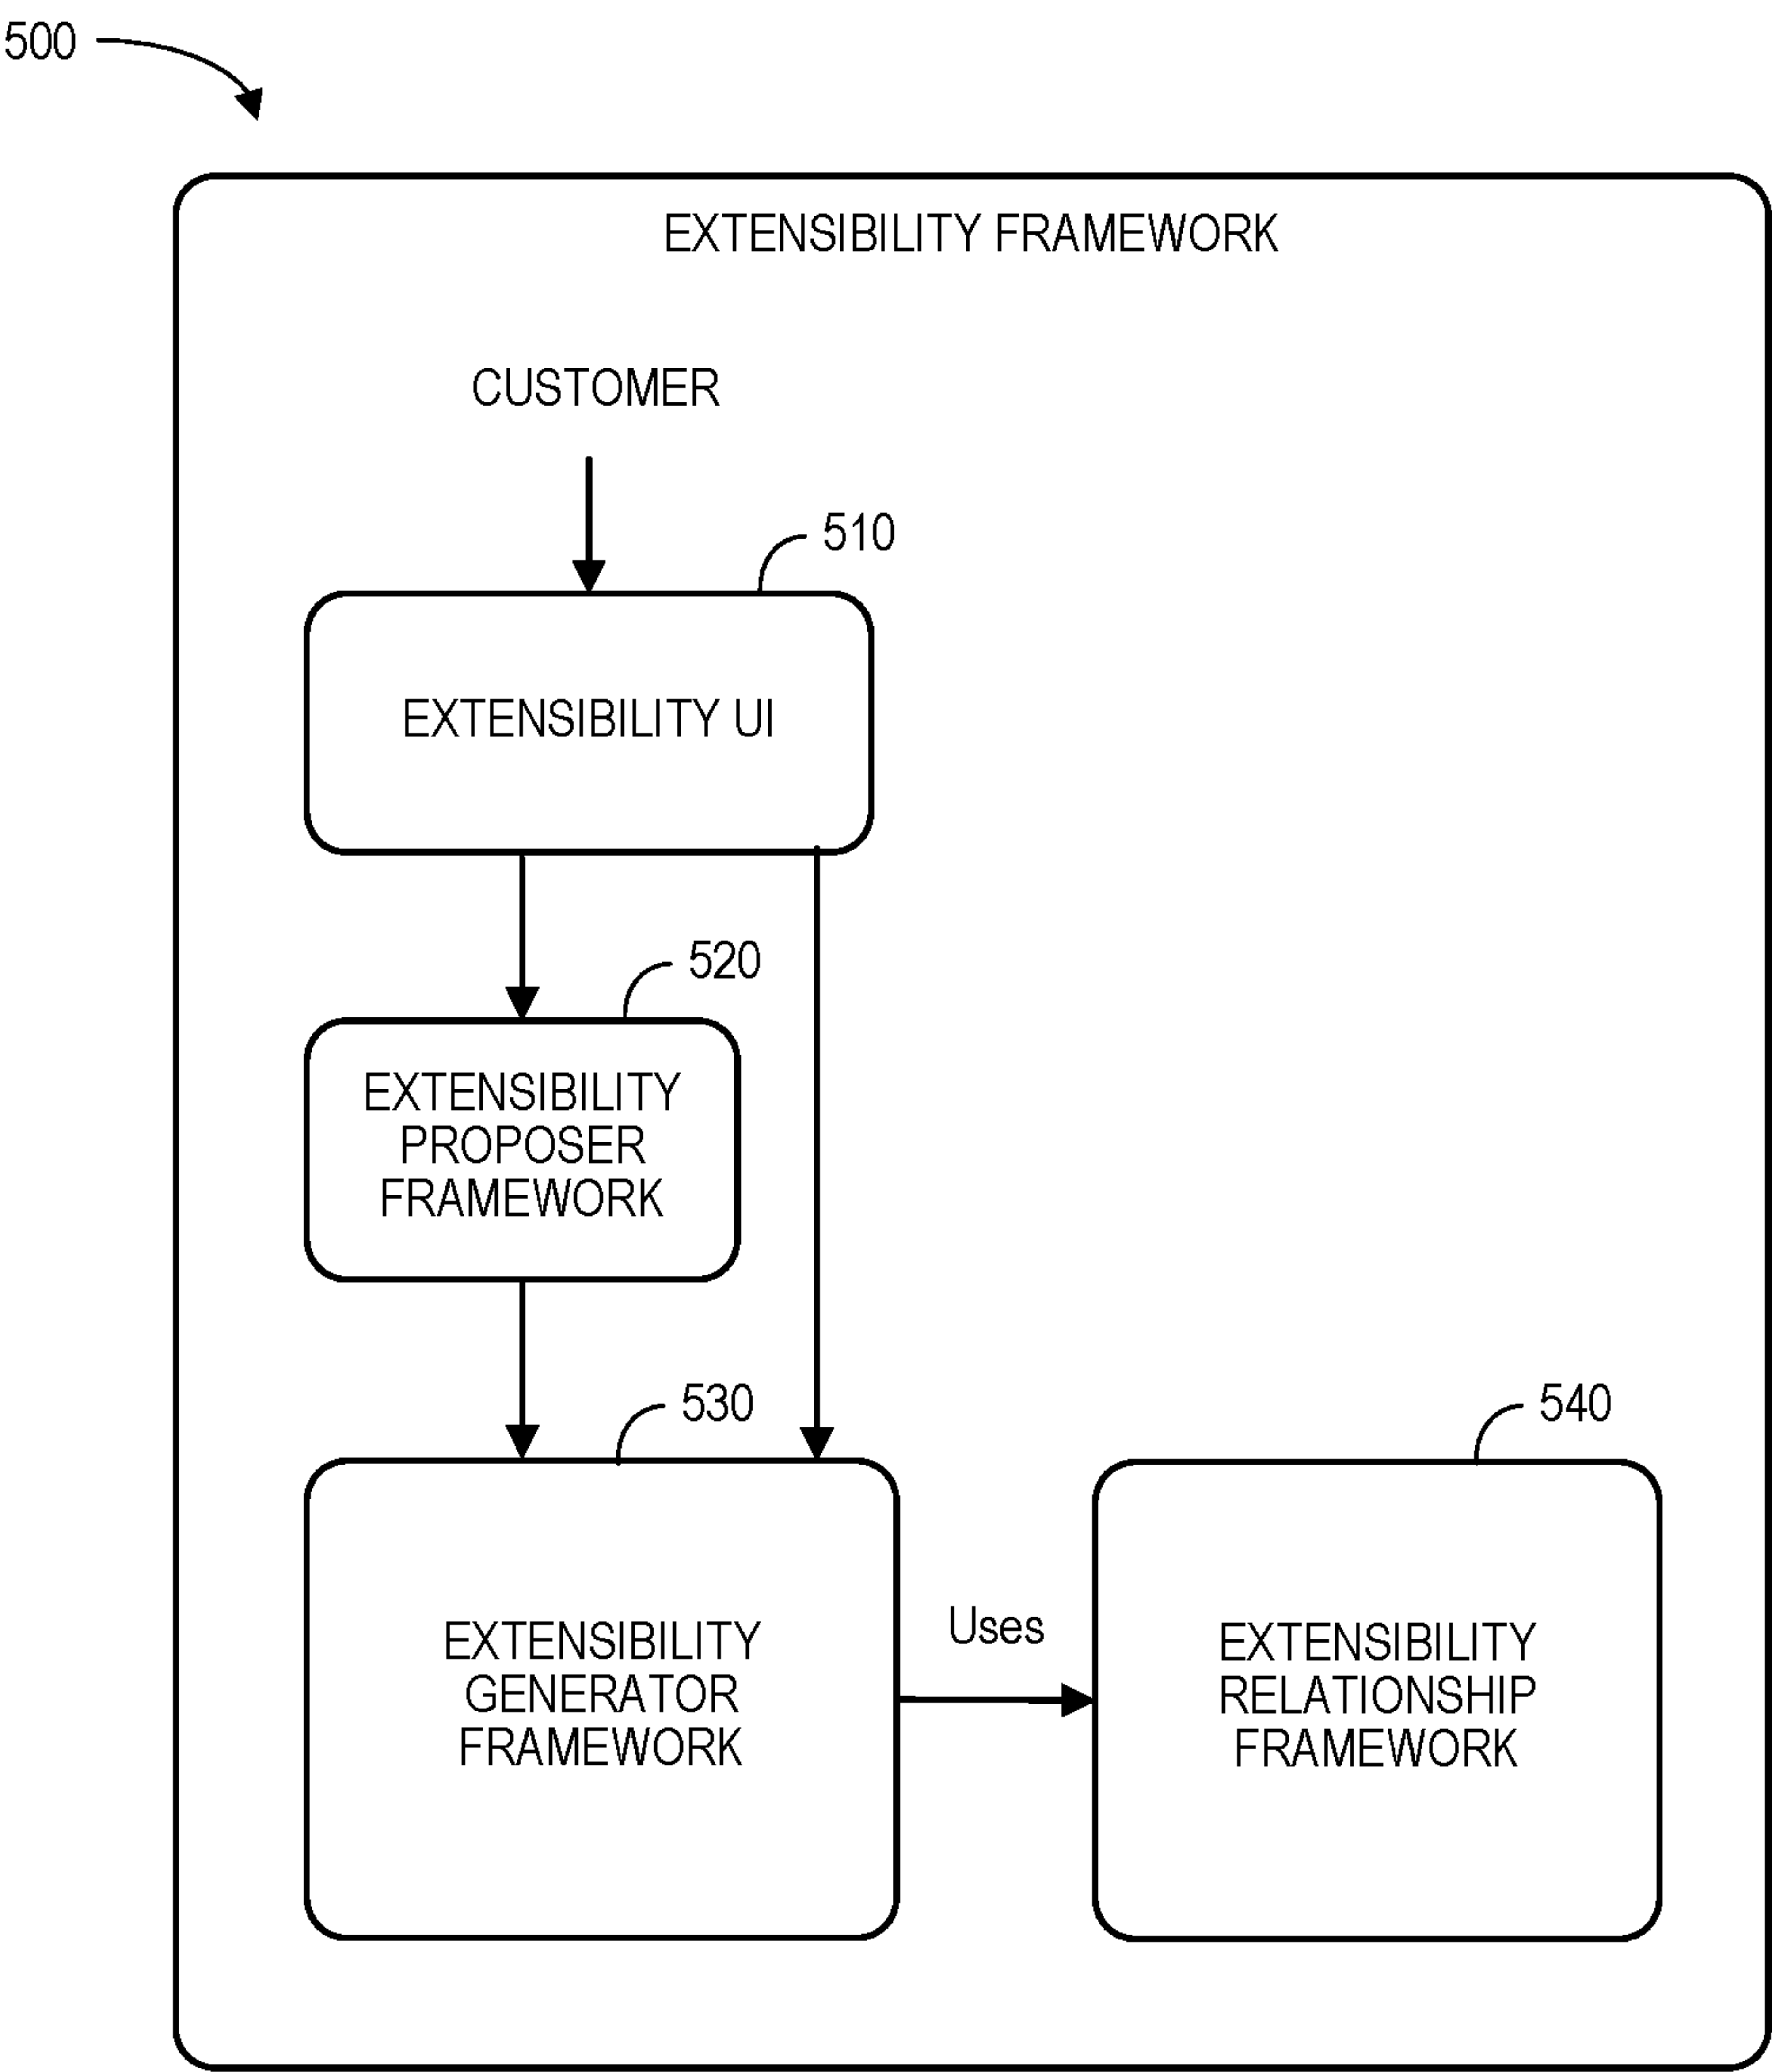 500
EXTENSIBILITY FRAMEWORK
CUSTOMER
510
EXTENSIBILITY UI
520
EXTENSIBILITY
PROPOSER
FRAMEWORK
530
540
EXTENSIBILITY
GENERATOR
FRAMEWORK
Uses
EXTENSIBILITY
RELATIONSHIP
FRAMEWORK